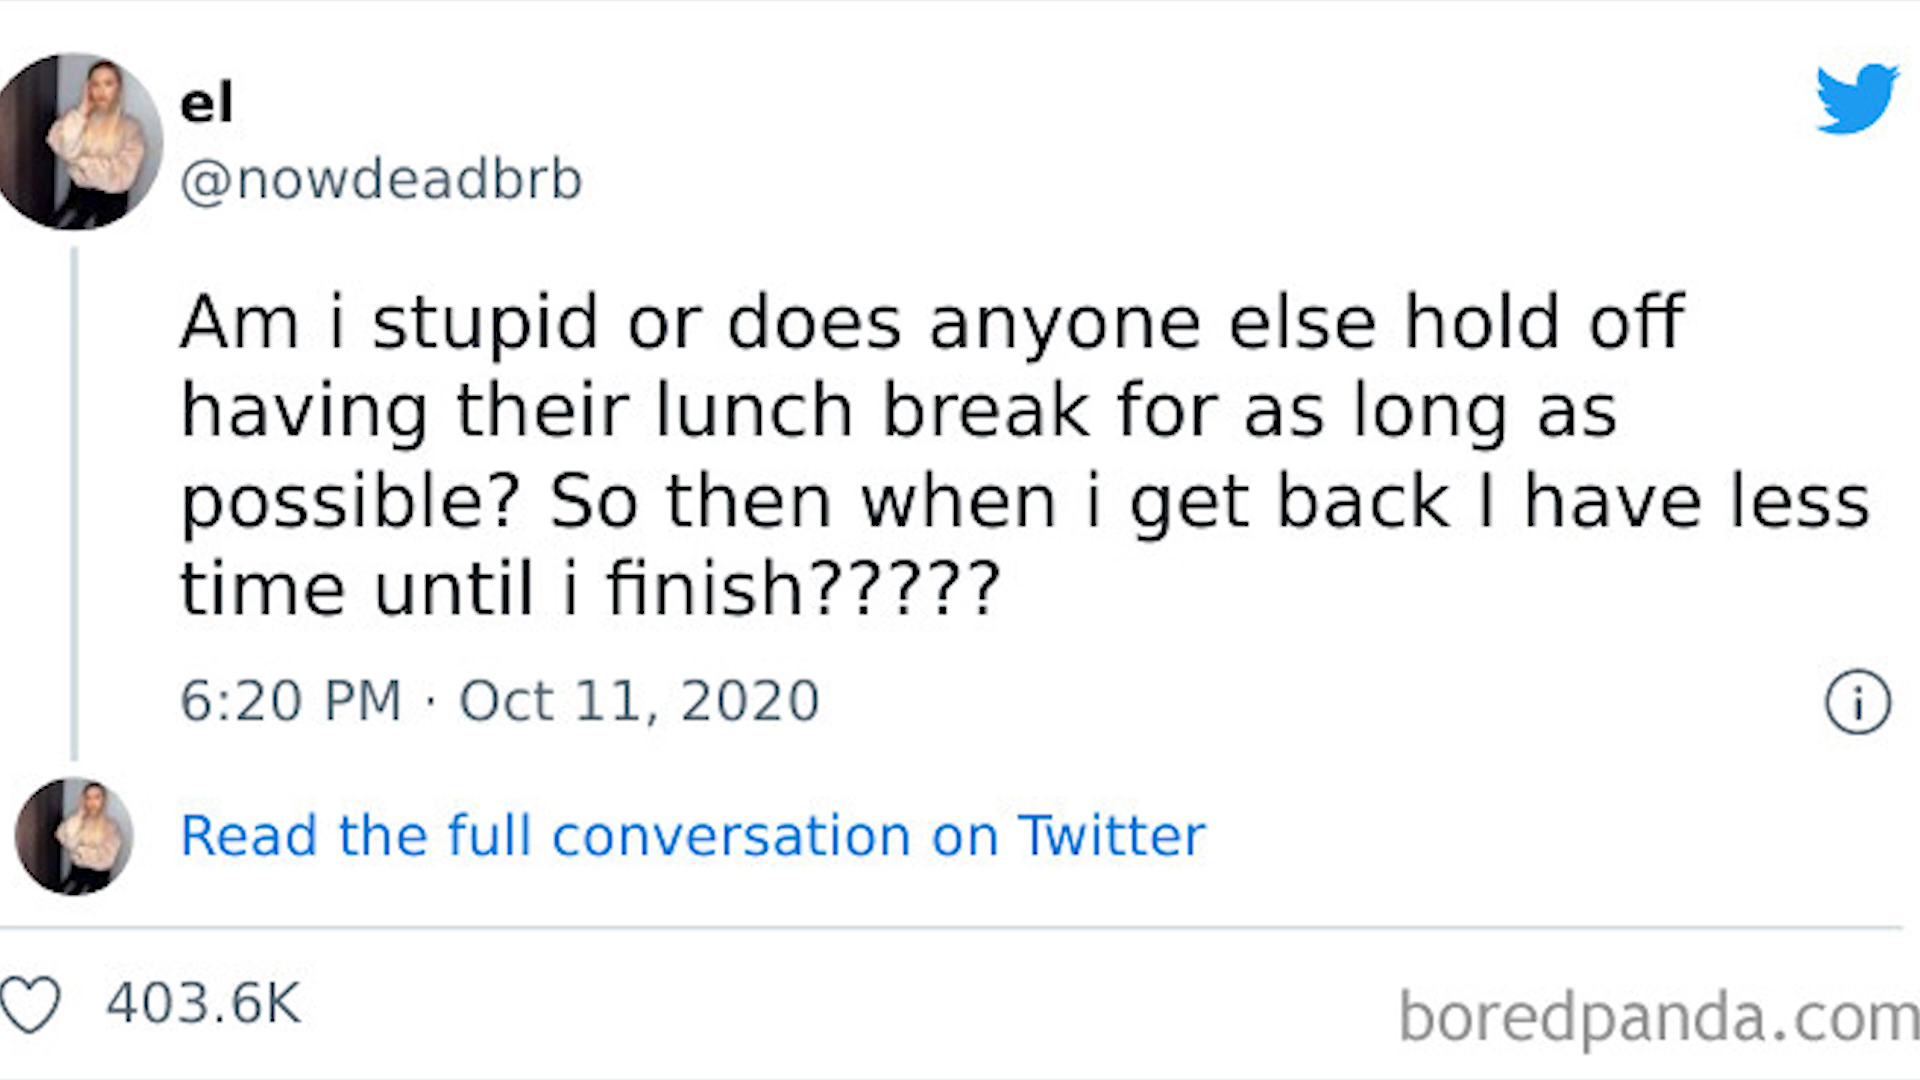 el
@nowdeadbrb
Am i stupid or does anyone else hold off
having their lunch break for as long as
possible? So then when i get back I have less
time until i finish?????
6:20 PM · Oct 11, 2020
Read the full conversation on Twitter
403.6K
boredpanda.com